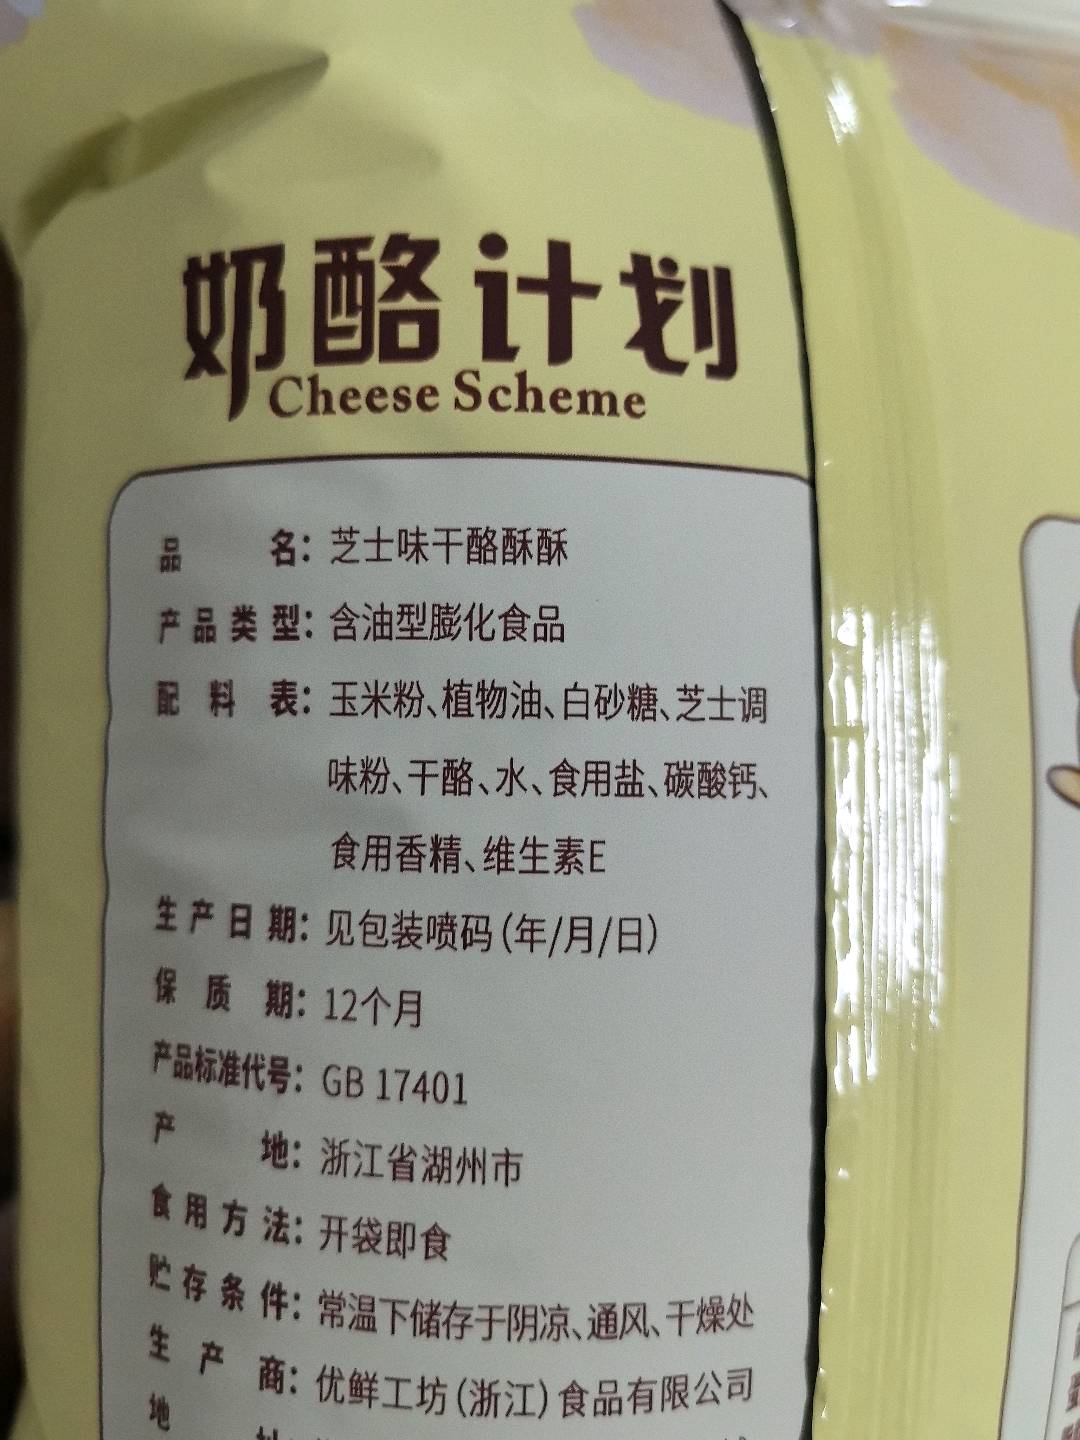 奶酪计划
Cheese Scheme
品名：芝士味干酪酥酥
产品类型：含油型膨化食品
配料表：玉米粉、植物油、白砂糖、芝士调
味粉、干酪、水、食用盐、碳酸钙、
食用香精、维生素E
生产日期：见包装喷码(年/月/日)
保质期：12个月
产品标准代号：GB 17401
产地：浙江省湖州市
食用方法：开袋即食
贮存条件：常温下储存于阴凉、通风、干燥处
生产商：优鲜工坊(浙江)食品有限公司
地